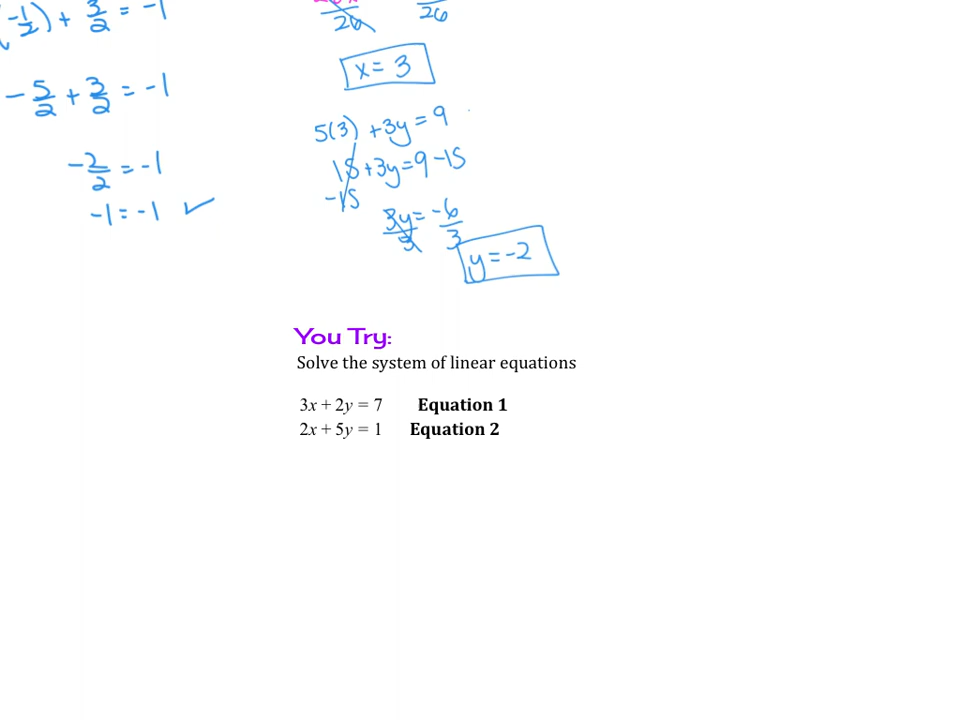 (-1/2) + 3/2 = -1
-5/2 + 3/2 = -1
-2/2 = -1
-1 = -1 ✓
26 26
x = 3
5(3) + 3y = 9
15 + 3y = 9 - 15
-15
3y/3 = -6/3
y = -2
You Try:
Solve the system of linear equations
3x + 2y = 7 Equation 1
2x + 5y = 1 Equation 2